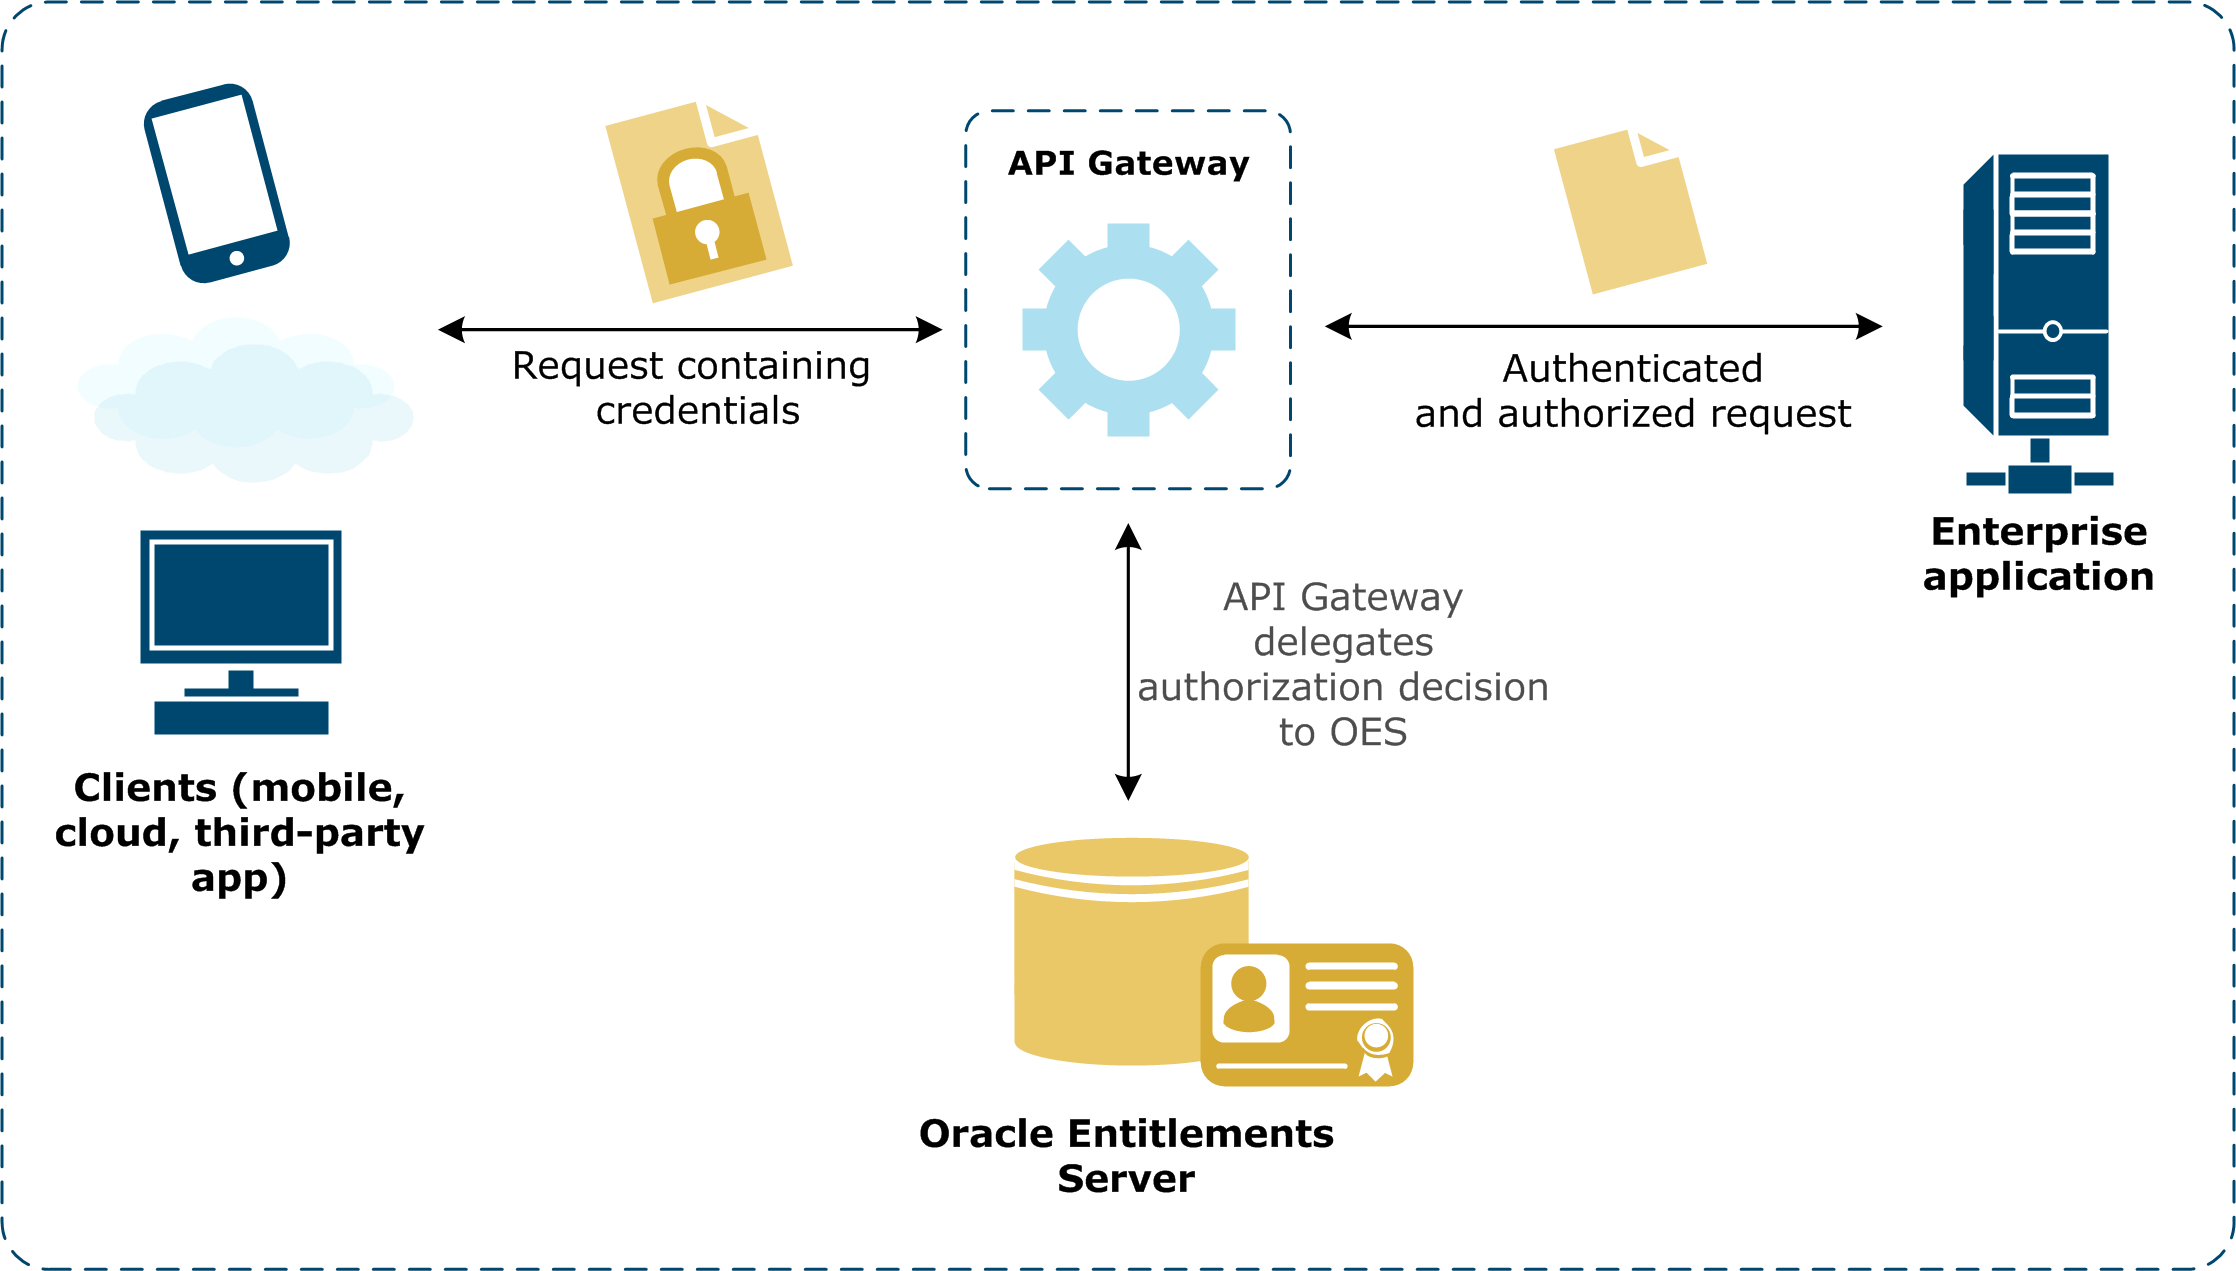 API Gateway
Request containing
credentials
Authenticated
and authorized request
Enterprise
application
API Gateway
delegates
authorization decision
to OES
Clients (mobile,
cloud, third-party
app)
Oracle Entitlements
Server